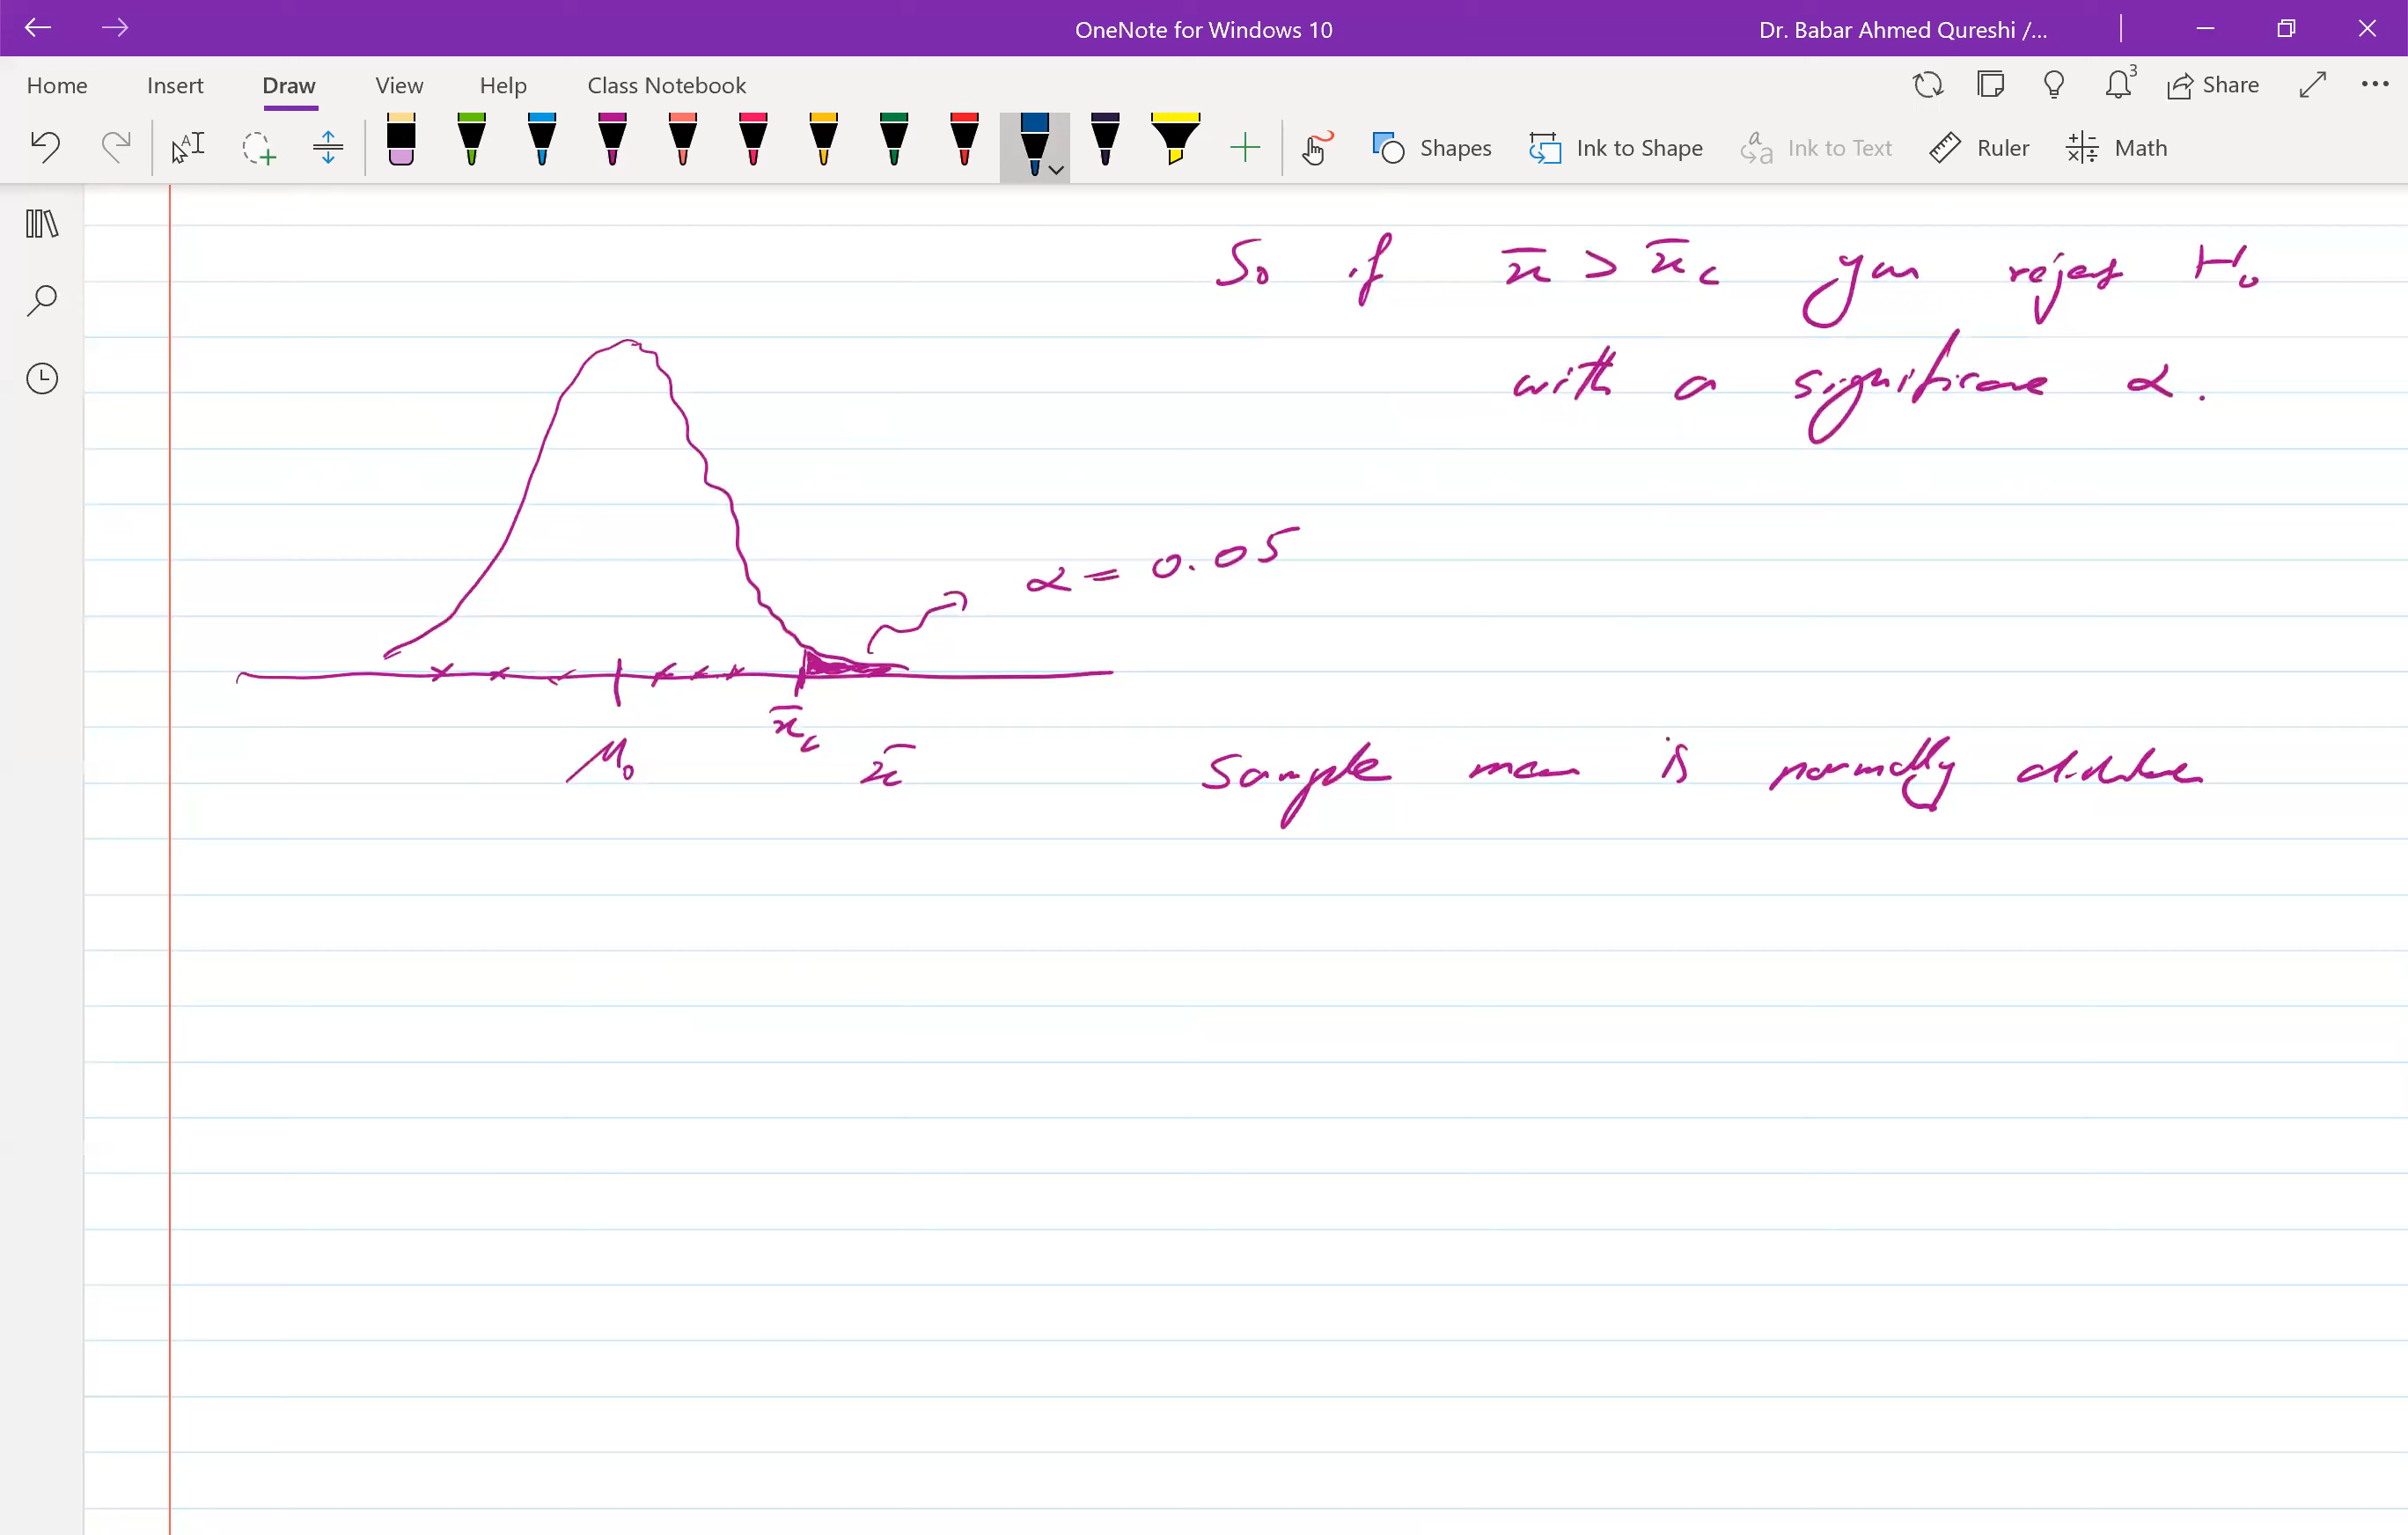 OneNote for Windows 10
Dr. Babar Ahmed Qureshi /...
Home Insert Draw View Help Class Notebook
3 Share
Shapes Ink to Shape Ink to Text Ruler Math
So if x̄ > x̄c you reject H₀
with a significance α.
α = 0.05
x̄c
μ₀ x̄
Sample mean is normally